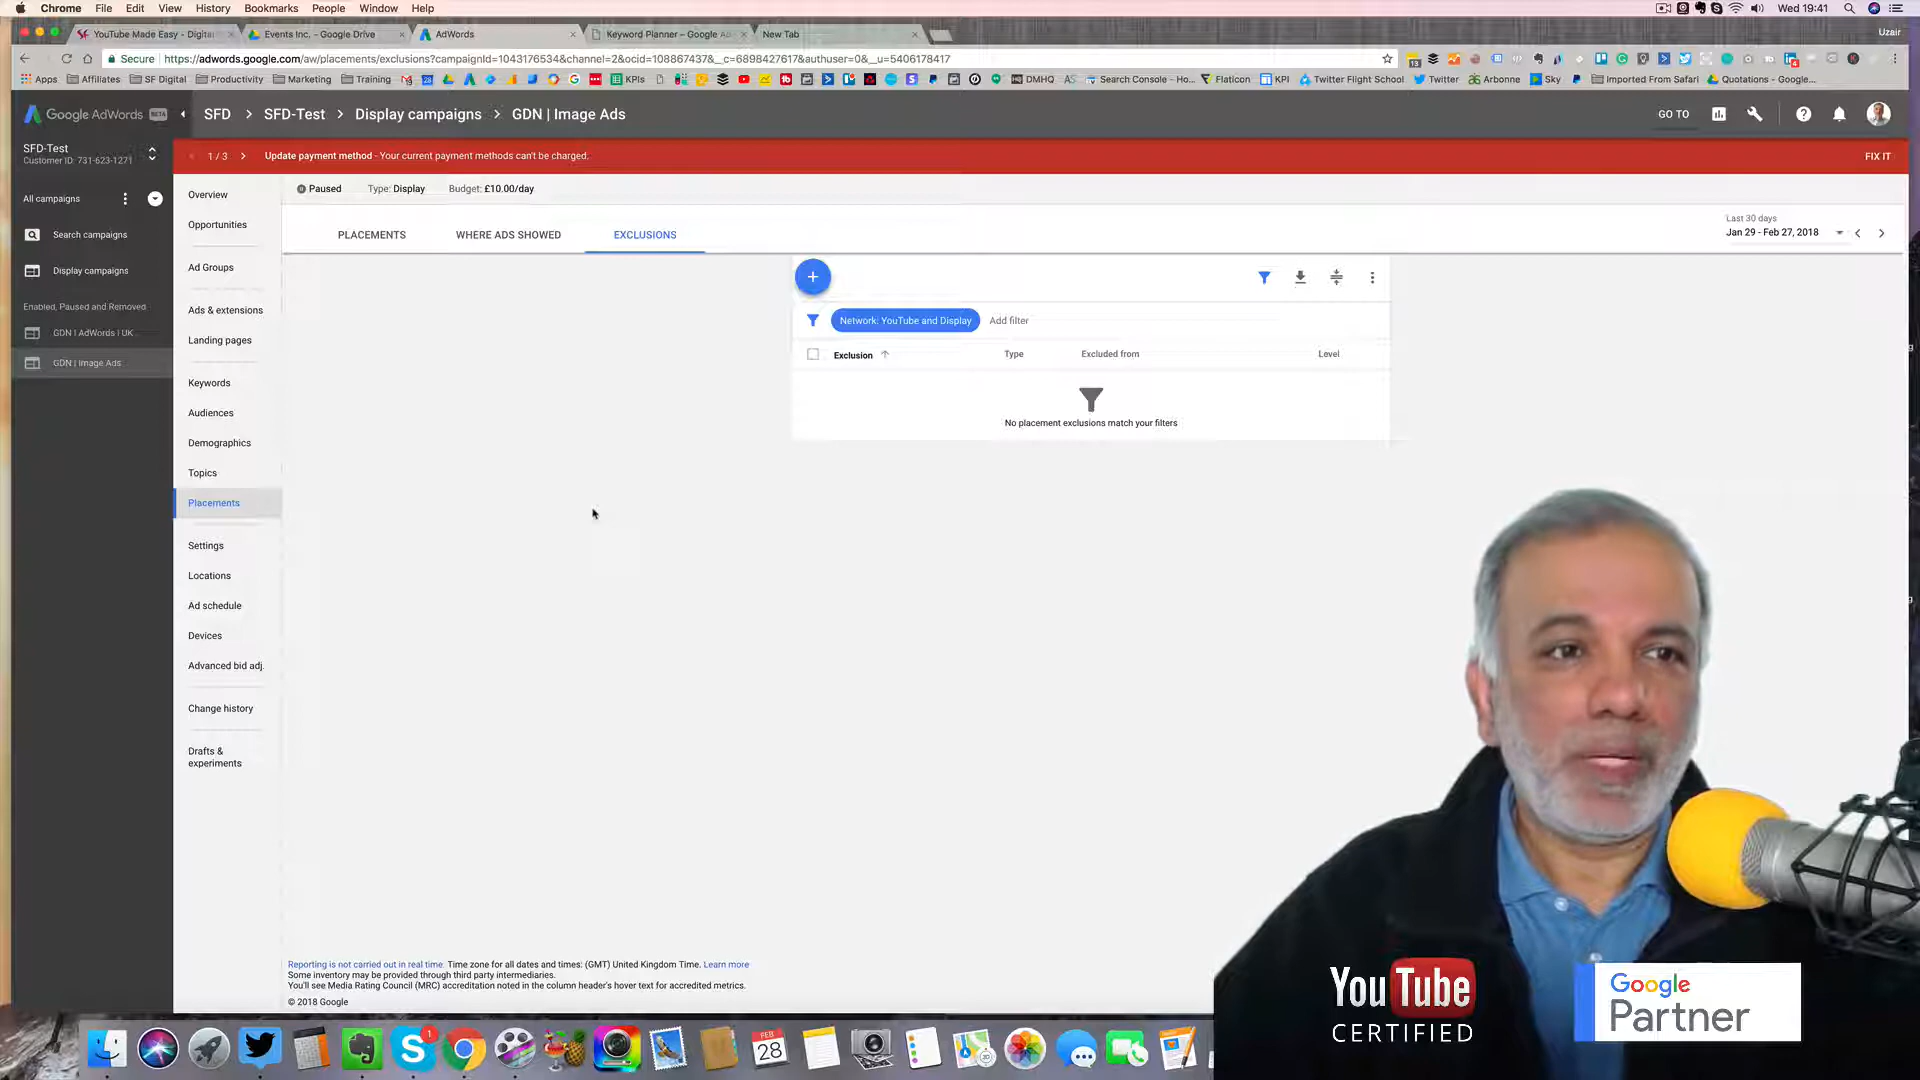 Chrome File Edit View History Bookmarks People Window Help Wed 19:41
YouTube Made Easy - Digital
Events Inc. - Google Drive
AdWords
Keyword Planner – Google Ad
New Tab
Uzair
Secure https://adwords.google.com/aw/placements/exclusions?campaignId=1043176534&channel=2&ocid=108867437&__c=6898427617&authuser=0&__u=5406178417
Apps Affiliates SF Digital Productivity Marketing Training KPIs DMHQ Search Console - Ho... Flaticon KPI Twitter Flight School Twitter Arbonne Sky Imported From Safari Quotations - Google...
Google AdWords BETA
SFD > SFD-Test > Display campaigns > GDN | Image Ads
GO TO
SFD-Test
Customer ID: 731-623-1271
1 / 3
Update payment method - Your current payment methods can't be charged.
FIX IT
All campaigns
Search campaigns
Display campaigns
Enabled, Paused and Removed
GDN | AdWords | UK
GDN | Image Ads
Overview
Opportunities
Ad Groups
Ads & extensions
Landing pages
Keywords
Audiences
Demographics
Topics
Placements
Settings
Locations
Ad schedule
Devices
Advanced bid adj.
Change history
Drafts &
experiments
Paused Type: Display Budget: £10.00/day
PLACEMENTS WHERE ADS SHOWED EXCLUSIONS
Last 30 days
Jan 29 - Feb 27, 2018
Network: YouTube and Display Add filter
Exclusion Type Excluded from Level
No placement exclusions match your filters
Reporting is not carried out in real time. Time zone for all dates and times: (GMT) United Kingdom Time. Learn more
Some inventory may be provided through third party intermediaries.
You'll see Media Rating Council (MRC) accreditation noted in the column header's hover text for accredited metrics.
© 2018 Google
YouTube
CERTIFIED
Google
Partner
1
FEB
28